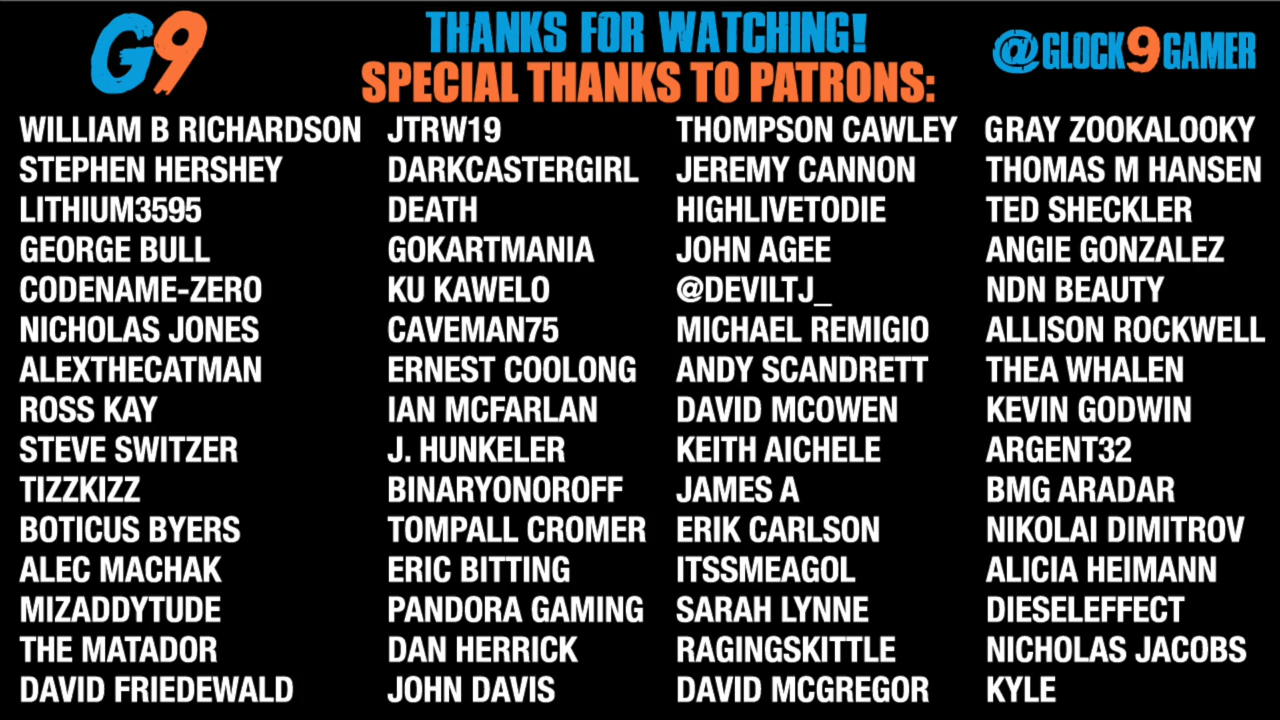 G9
THANKS FOR WATCHING!
SPECIAL THANKS TO PATRONS:
@GLOCK9GAMER
WILLIAM B RICHARDSON
STEPHEN HERSHEY
LITHIUM3595
GEORGE BULL
CODENAME-ZERO
NICHOLAS JONES
ALEXTHECATMAN
ROSS KAY
STEVE SWITZER
TIZZKIZZ
BOTICUS BYERS
ALEC MACHAK
MIZADDYTUDE
THE MATADOR
DAVID FRIEDEWALD
JTRW19
DARKCASTERGIRL
DEATH
GOKARTMANIA
KU KAWELO
CAVEMAN75
ERNEST COOLONG
IAN MCFARLAN
J. HUNKELER
BINARYONOROFF
TOMPALL CROMER
ERIC BITTING
PANDORA GAMING
DAN HERRICK
JOHN DAVIS
THOMPSON CAWLEY
JEREMY CANNON
HIGHLIVETODIE
JOHN AGEE
@DEVILTJ_
MICHAEL REMIGIO
ANDY SCANDRETT
DAVID MCOWEN
KEITH AICHELE
JAMES A
ERIK CARLSON
ITSSMEAGOL
SARAH LYNNE
RAGINGSKITTLE
DAVID MCGREGOR
GRAY ZOOKALOOKY
THOMAS M HANSEN
TED SHECKLER
ANGIE GONZALEZ
NDN BEAUTY
ALLISON ROCKWELL
THEA WHALEN
KEVIN GODWIN
ARGENT32
BMG ARADAR
NIKOLAI DIMITROV
ALICIA HEIMANN
DIESELEFFECT
NICHOLAS JACOBS
KYLE